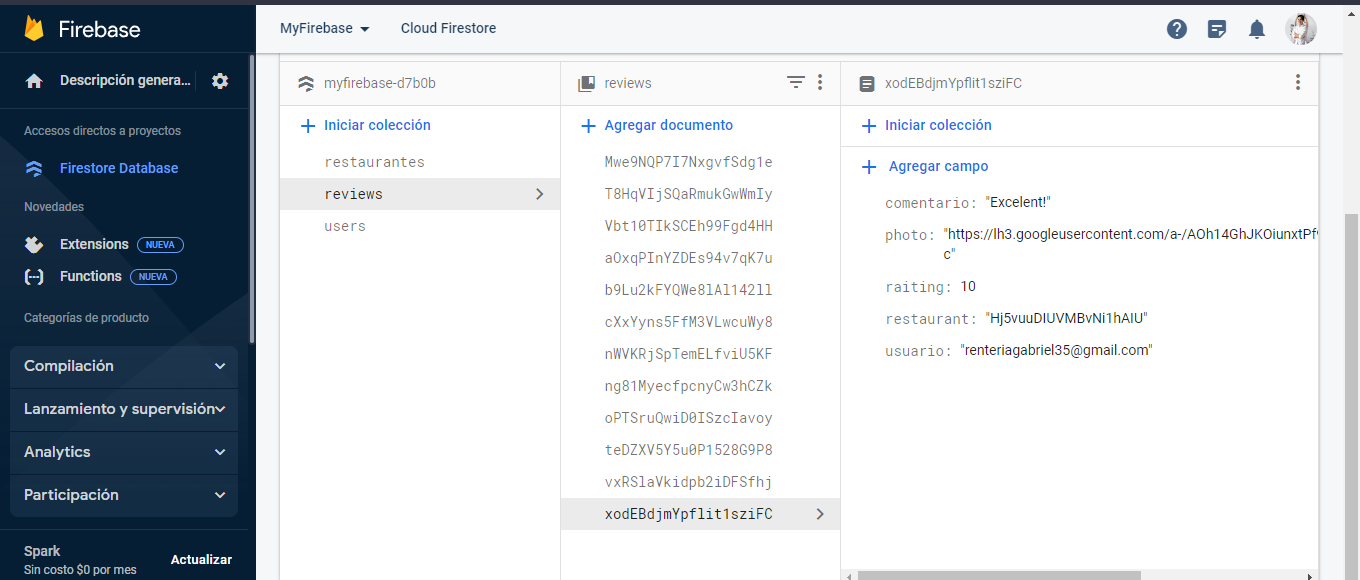 Firebase
Descripción genera...
Accesos directos a proyectos
Firestore Database
Novedades
Extensions NUEVA
Functions NUEVA
Categorías de producto
Compilación
Lanzamiento y supervisión
Analytics
Participación
Spark
Sin costo $0 por mes
Actualizar
MyFirebase
Cloud Firestore
myfirebase-d7b0b
Iniciar colección
restaurantes
reviews
users
reviews
Agregar documento
Mwe9NQP7I7NxgvfSdg1e
T8HqVIjSQaRmukGwWmIy
Vbt10TIkSCEh99Fgd4HH
aOxqPInYZDEs94v7qK7u
b9Lu2kFYQWe8lAl142ll
cXxYyns5FfM3VLwcuWy8
nWVKRjSpTemELfviU5KF
ng81MyecfpcnyCw3hCZk
oPTSruQwiD0ISzcIavoy
teDZXV5Y5u0P1528G9P8
vxRSlaVkidpb2iDFSfhj
xodEBdjmYpflit1sziFC
xodEBdjmYpflit1sziFC
Iniciar colección
Agregar campo
comentario: "Excelent!"
photo: "https://lh3.googleusercontent.com/a-/AOh14GhJKOiunxtPf
c"
raiting: 10
restaurant: "Hj5vuuDIUVMBvNi1hAIU"
usuario: "renteriagabriel35@gmail.com"